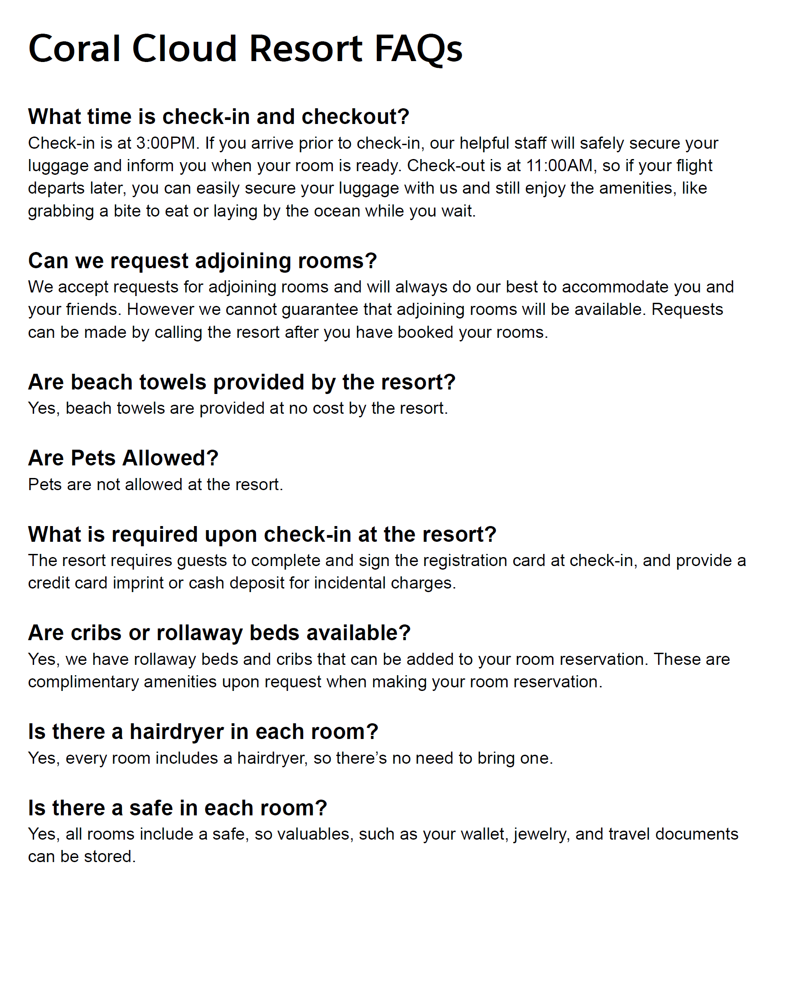 Coral Cloud Resort FAQs
What time is check-in and checkout?
Check-in is at 3:00PM. If you arrive prior to check-in, our helpful staff will safely secure your
luggage and inform you when your room is ready. Check-out is at 11:00AM, so if your flight
departs later, you can easily secure your luggage with us and still enjoy the amenities, like
grabbing a bite to eat or laying by the ocean while you wait.
Can we request adjoining rooms?
We accept requests for adjoining rooms and will always do our best to accommodate you and
your friends. However we cannot guarantee that adjoining rooms will be available. Requests
can be made by calling the resort after you have booked your rooms.
Are beach towels provided by the resort?
Yes, beach towels are provided at no cost by the resort.
Are Pets Allowed?
Pets are not allowed at the resort.
What is required upon check-in at the resort?
The resort requires guests to complete and sign the registration card at check-in, and provide a
credit card imprint or cash deposit for incidental charges.
Are cribs or rollaway beds available?
Yes, we have rollaway beds and cribs that can be added to your room reservation. These are
complimentary amenities upon request when making your room reservation.
Is there a hairdryer in each room?
Yes, every room includes a hairdryer, so there’s no need to bring one.
Is there a safe in each room?
Yes, all rooms include a safe, so valuables, such as your wallet, jewelry, and travel documents
can be stored.